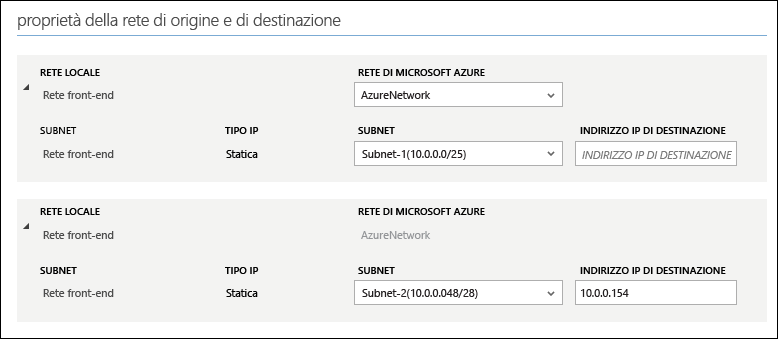 proprietà della rete di origine e di destinazione
RETE LOCALE RETE DI MICROSOFT AZURE
Rete front-end AzureNetwork
SUBNET TIPO IP SUBNET INDIRIZZO IP DI DESTINAZIONE
Rete front-end Statica Subnet-1(10.0.0.0/25) INDIRIZZO IP DI DESTINAZIONE
RETE LOCALE RETE DI MICROSOFT AZURE
Rete front-end AzureNetwork
SUBNET TIPO IP SUBNET INDIRIZZO IP DI DESTINAZIONE
Rete front-end Statica Subnet-2(10.0.0.048/28) 10.0.0.154